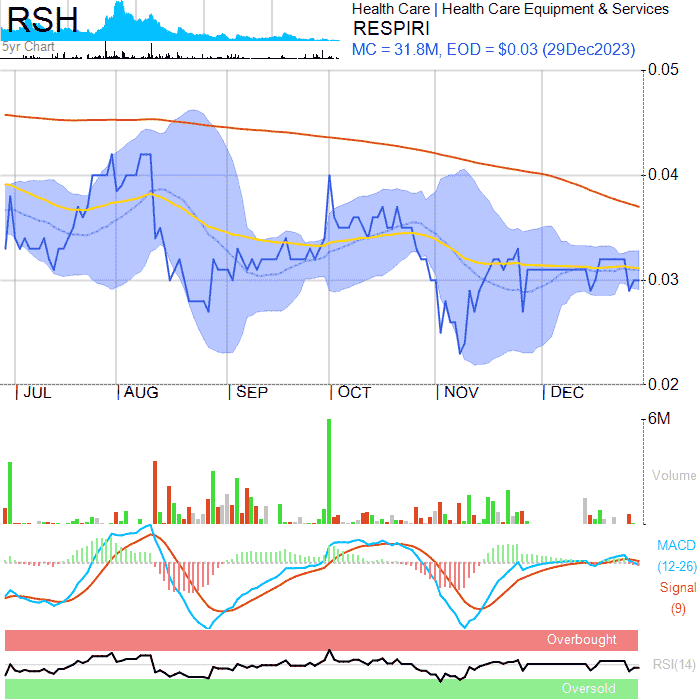 RSH
5yr Chart
Health Care | Health Care Equipment & Services
RESPIRI
MC = 31.8M, EOD = $0.03 (29Dec2023)
0.05
0.04
0.03
0.02
JUL AUG SEP OCT NOV DEC
6M
Volume
MACD
(12-26)
Signal
(9)
Overbought
RSI(14)
Oversold